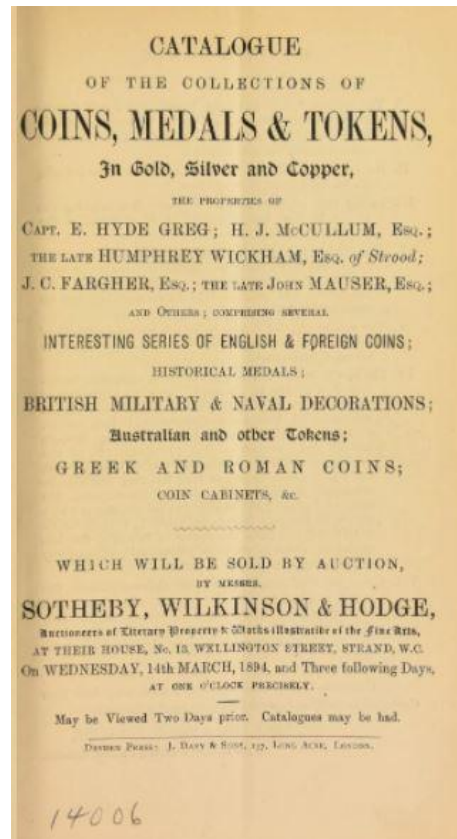 CATALOGUE
OF THE COLLECTIONS OF
COINS, MEDALS & TOKENS,
In Gold, Silver and Copper,
THE PROPERTIES OF
CAPT. E. HYDE GREG; H. J. McCULLUM, ESQ.;
THE LATE HUMPHREY WICKHAM, ESQ. of Strood;
J. C. FARGHER, ESQ.; THE LATE JOHN MAUSER, ESQ.;
AND OTHERS; COMPRISING SEVERAL
INTERESTING SERIES OF ENGLISH & FOREIGN COINS;
HISTORICAL MEDALS;
BRITISH MILITARY & NAVAL DECORATIONS;
Australian and other Tokens;
GREEK AND ROMAN COINS;
COIN CABINETS, &c.
WHICH WILL BE SOLD BY AUCTION,
BY MESSRS.
SOTHEBY, WILKINSON & HODGE,
Auctioneers of Literary Property & Works illustrative of the Fine Arts,
AT THEIR HOUSE, No. 13, WELLINGTON STREET, STRAND, W.C.
On WEDNESDAY, 14th MARCH, 1894, and Three following Days,
AT ONE O'CLOCK PRECISELY.
May be Viewed Two Days prior. Catalogues may be had.
DRYDEN PRESS: J. DAVY & SONS, 137, LONG ACRE, LONDON.
14006